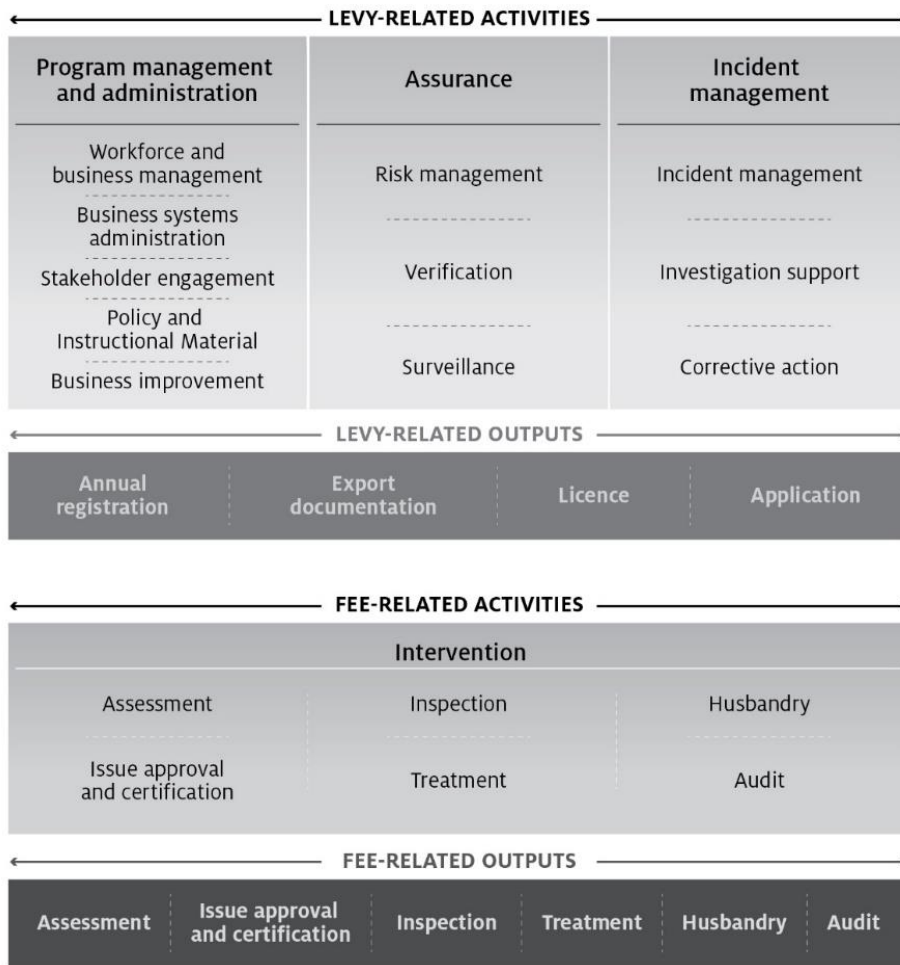 LEVY-RELATED ACTIVITIES
Program management
and administration
Workforce and
business management
Business systems
administration
Stakeholder engagement
Policy and
Instructional Material
Business improvement
Assurance
Risk management
Verification
Surveillance
Incident
management
Incident management
Investigation support
Corrective action
LEVY-RELATED OUTPUTS
Annual
registration
Export
documentation
Licence
Application
FEE-RELATED ACTIVITIES
Intervention
Assessment
Issue approval
and certification
Inspection
Treatment
Husbandry
Audit
FEE-RELATED OUTPUTS
Assessment
Issue approval
and certification
Inspection
Treatment
Husbandry
Audit